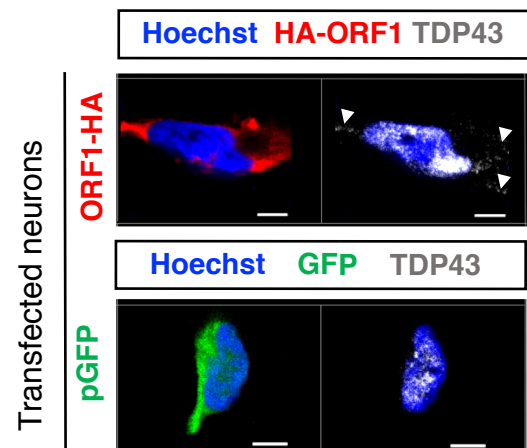 Hoechst HA-ORF1 TDP43
Transfected neurons
ORF1-HA
Hoechst GFP TDP43
pGFP